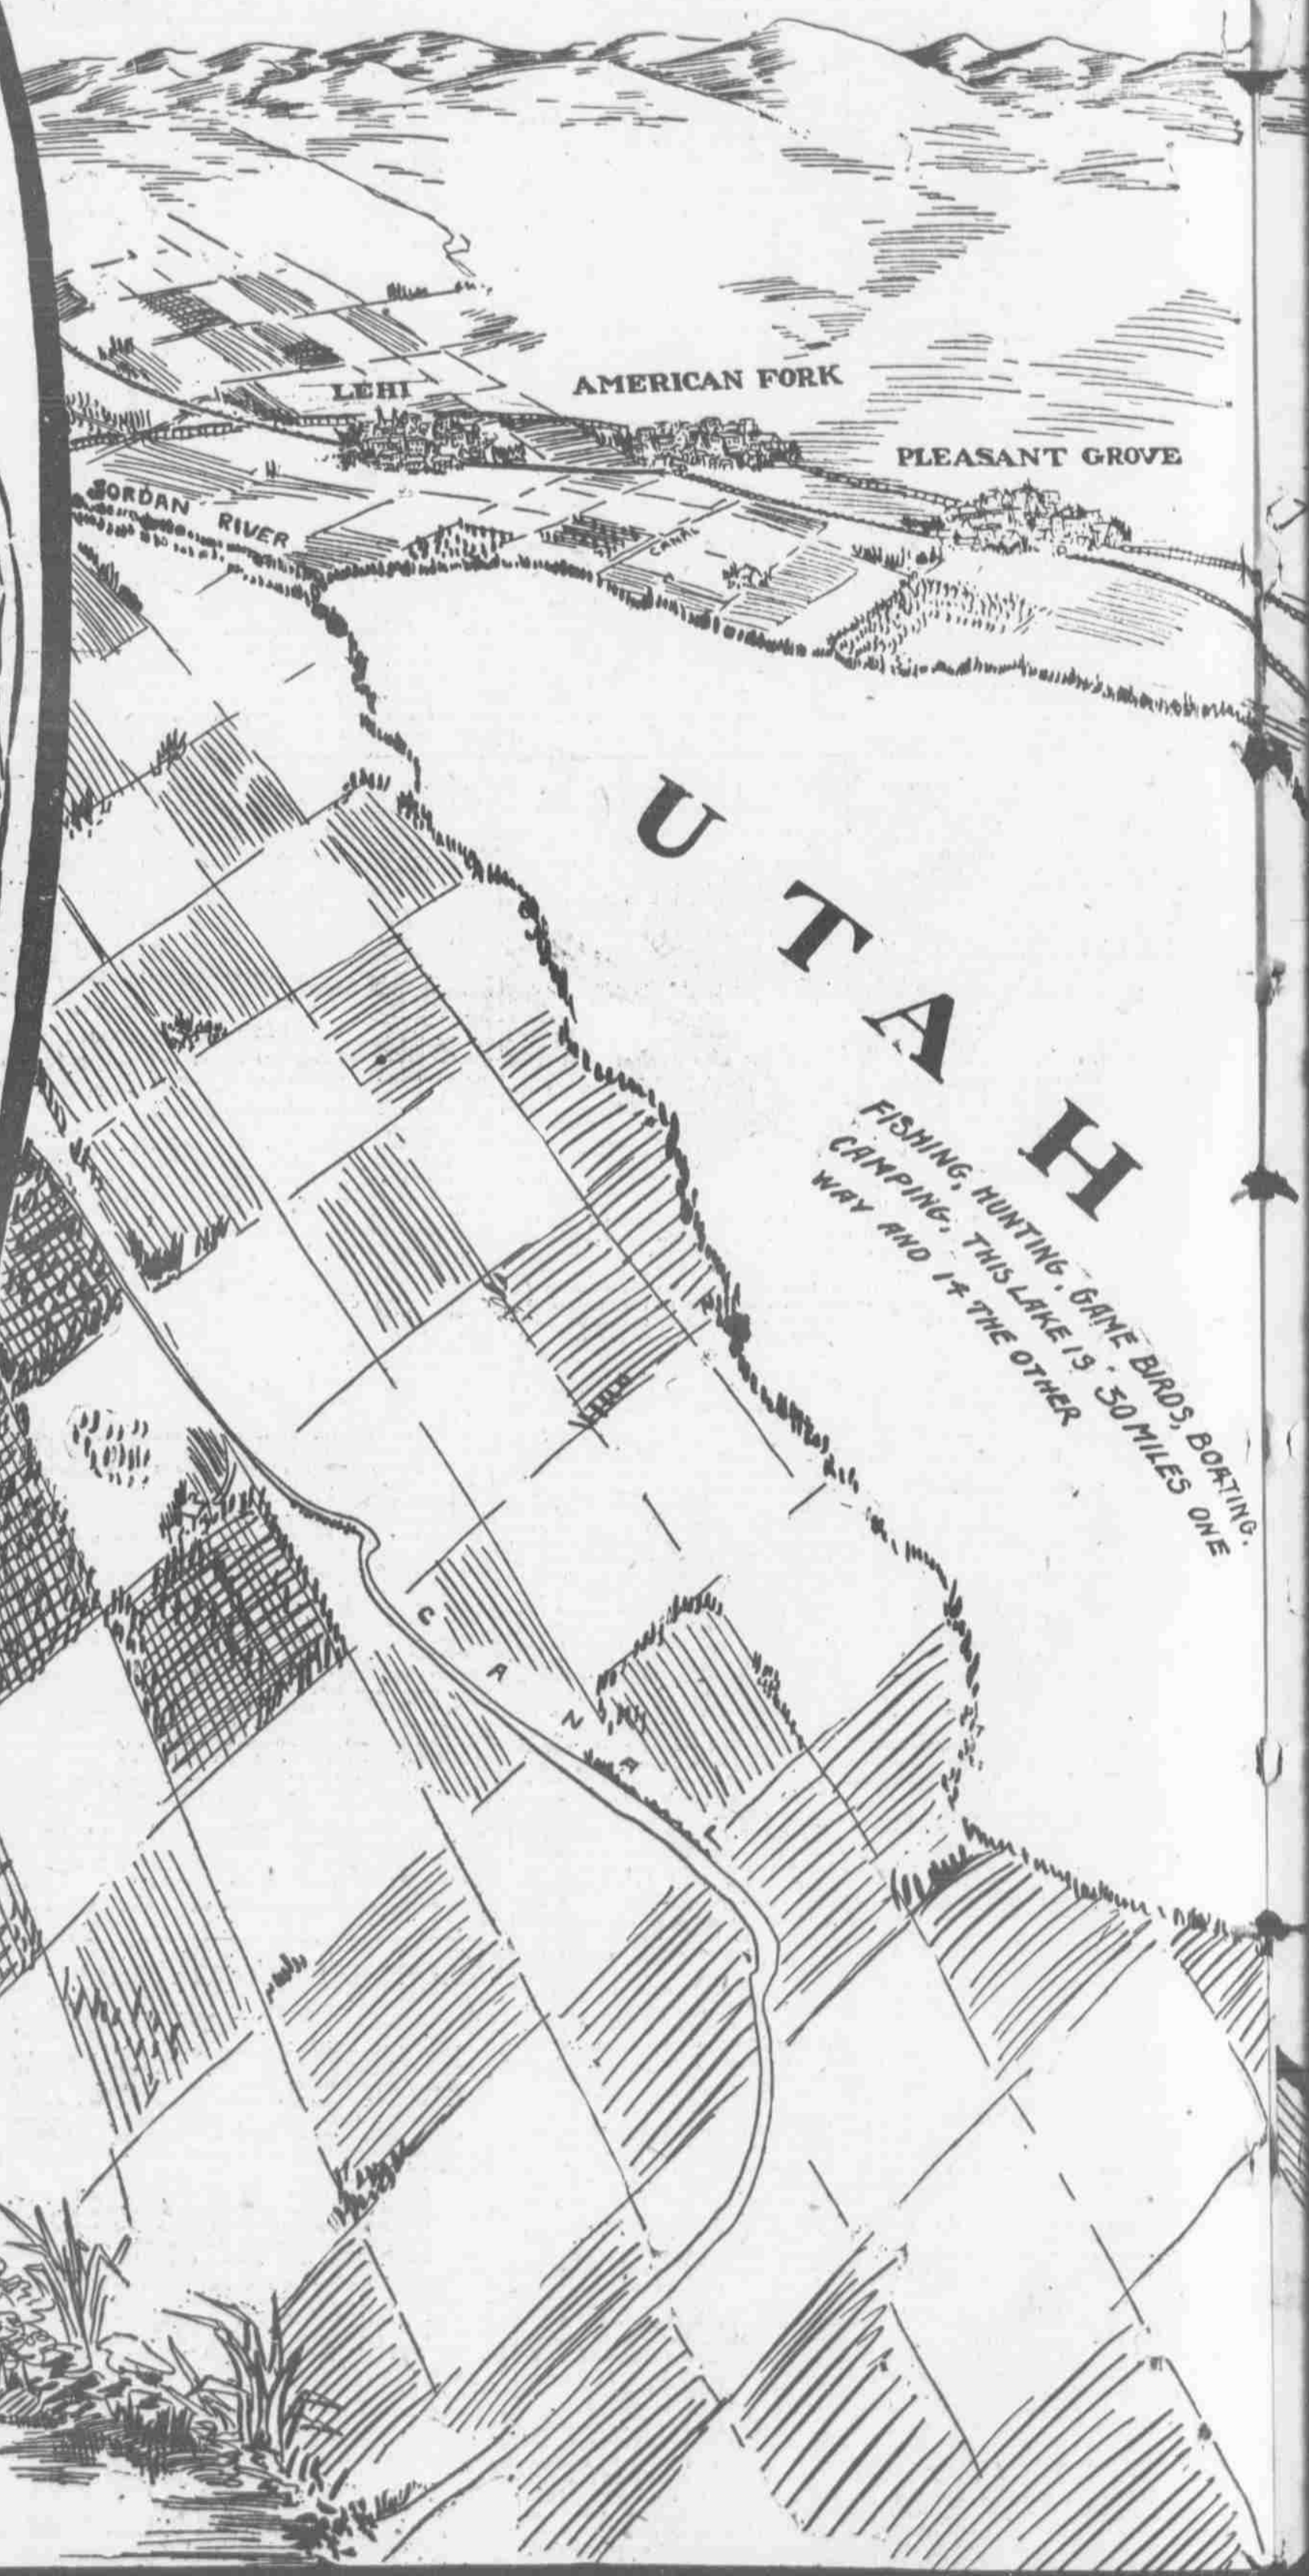 LEHI
AMERICAN FORK
PLEASANT GROVE
JORDAN RIVER
CANAL
UTAH
FISHING, HUNTING, GAME BIRDS, BOATING.
CAMPING. THIS LAKE IS 30 MILES ONE
WAY AND 14 THE OTHER
CANAL